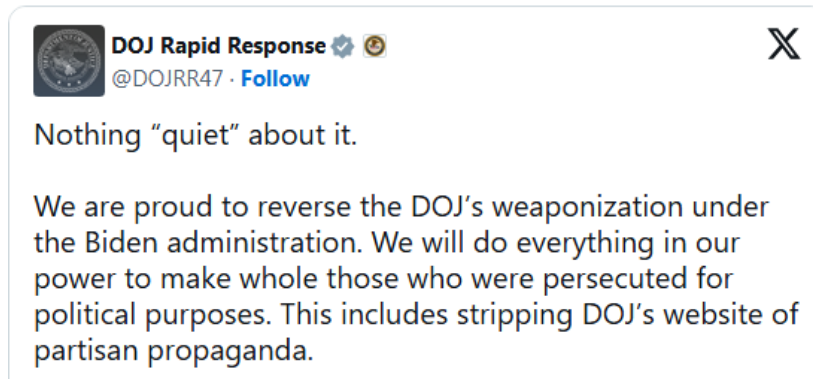 DOJ Rapid Response
@DOJRR47 · Follow
Nothing “quiet” about it.
We are proud to reverse the DOJ’s weaponization under
the Biden administration. We will do everything in our
power to make whole those who were persecuted for
political purposes. This includes stripping DOJ’s website of
partisan propaganda.